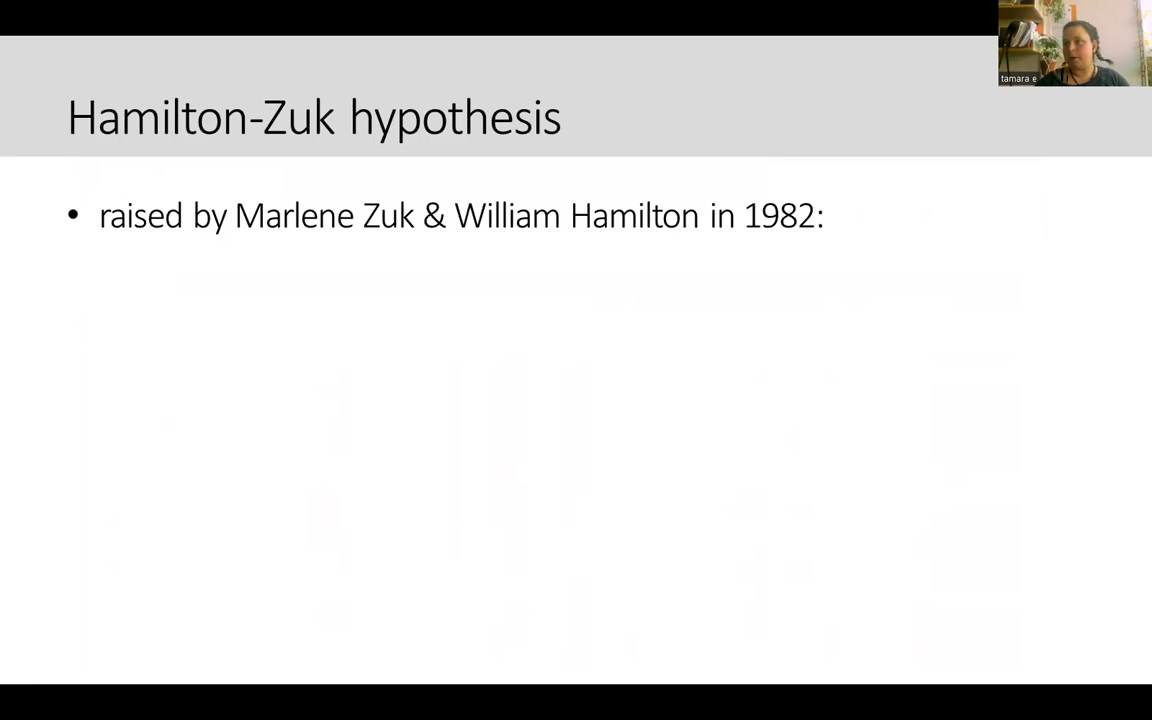 tamara e
Hamilton-Zuk hypothesis
• raised by Marlene Zuk & William Hamilton in 1982: